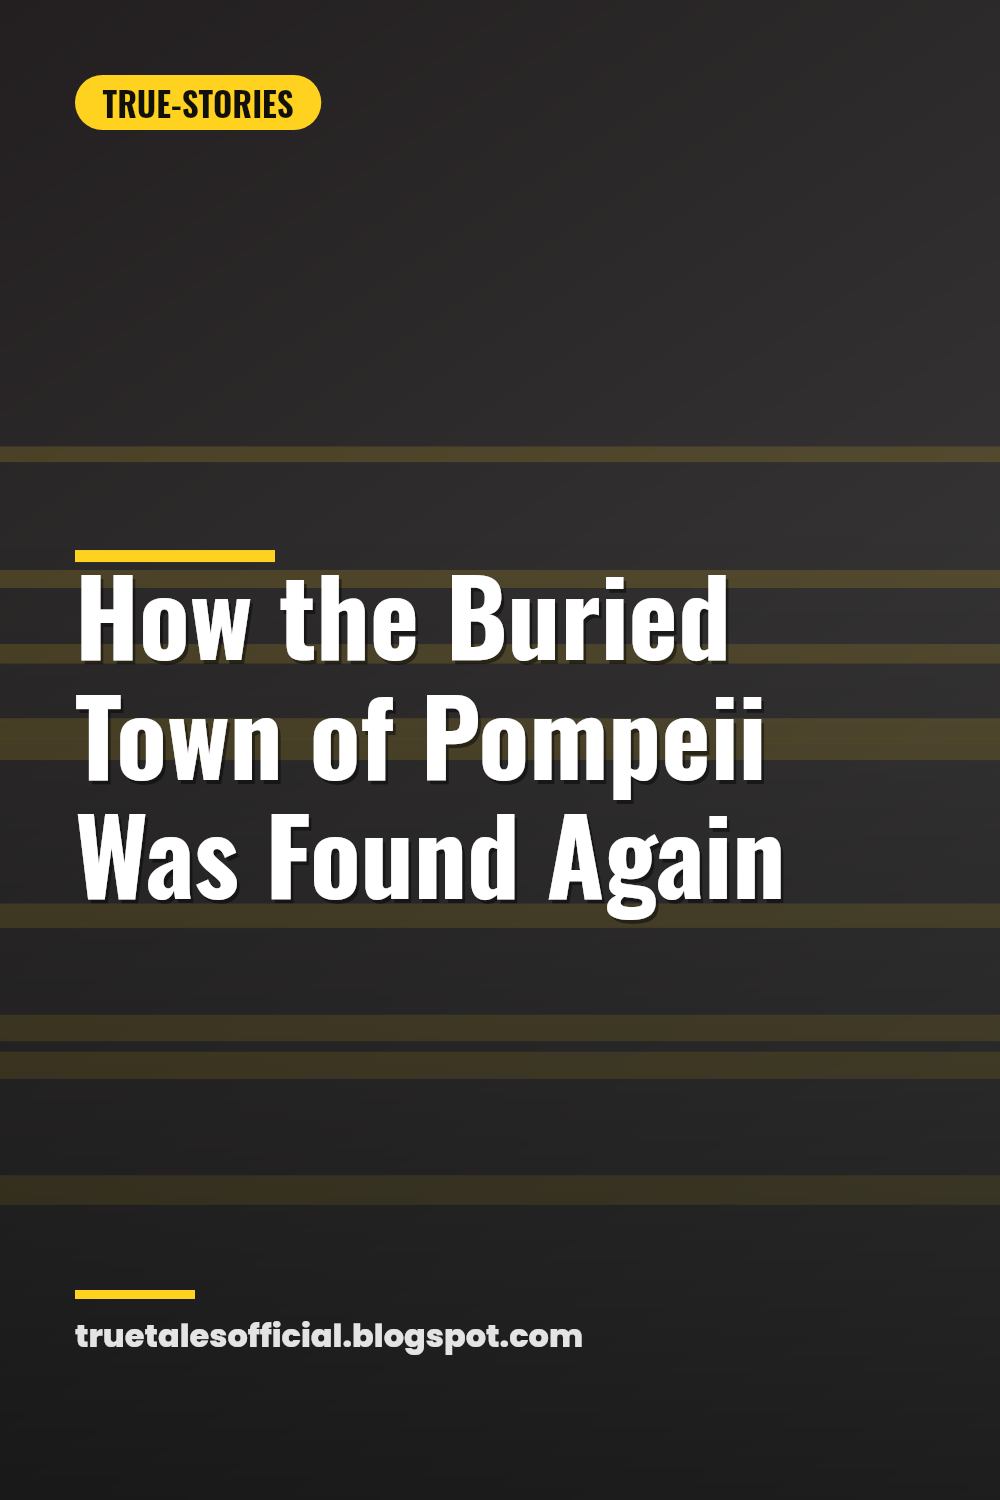 TRUE-STORIES
How the Buried
Town of Pompeii
Was Found Again
truetalesofficial.blogspot.com